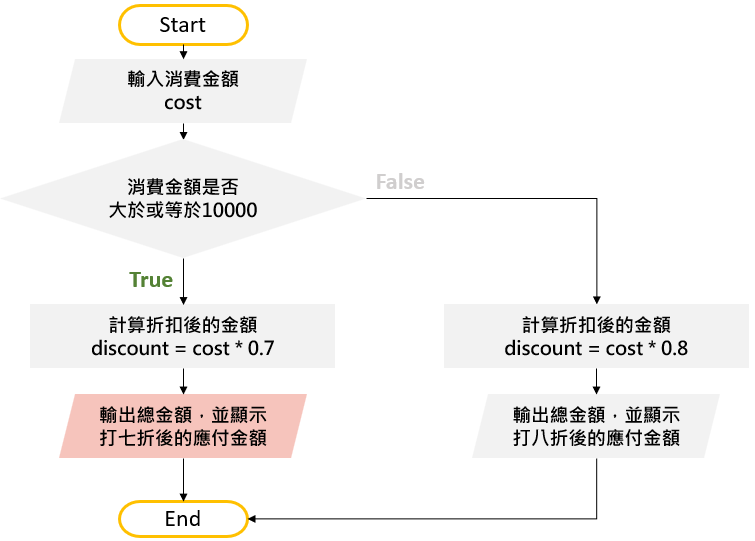 Start
輸入消費金額
cost
消費金額是否
大於或等於10000
False
True
計算折扣後的金額
discount = cost * 0.7
計算折扣後的金額
discount = cost * 0.8
輸出總金額，並顯示
打七折後的應付金額
輸出總金額，並顯示
打八折後的應付金額
End